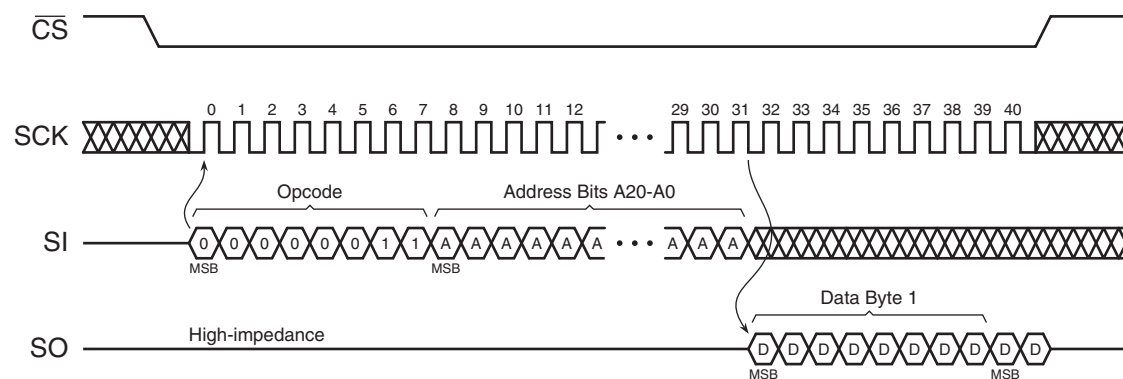 CS
0 1 2 3 4 5 6 7 8 9 10 11 12 29 30 31 32 33 34 35 36 37 38 39 40
SCK
Opcode Address Bits A20-A0
SI 0 0 0 0 0 0 1 1 A A A A A A A A A
MSB MSB
Data Byte 1
High-impedance
SO D D D D D D D D D D
MSB MSB